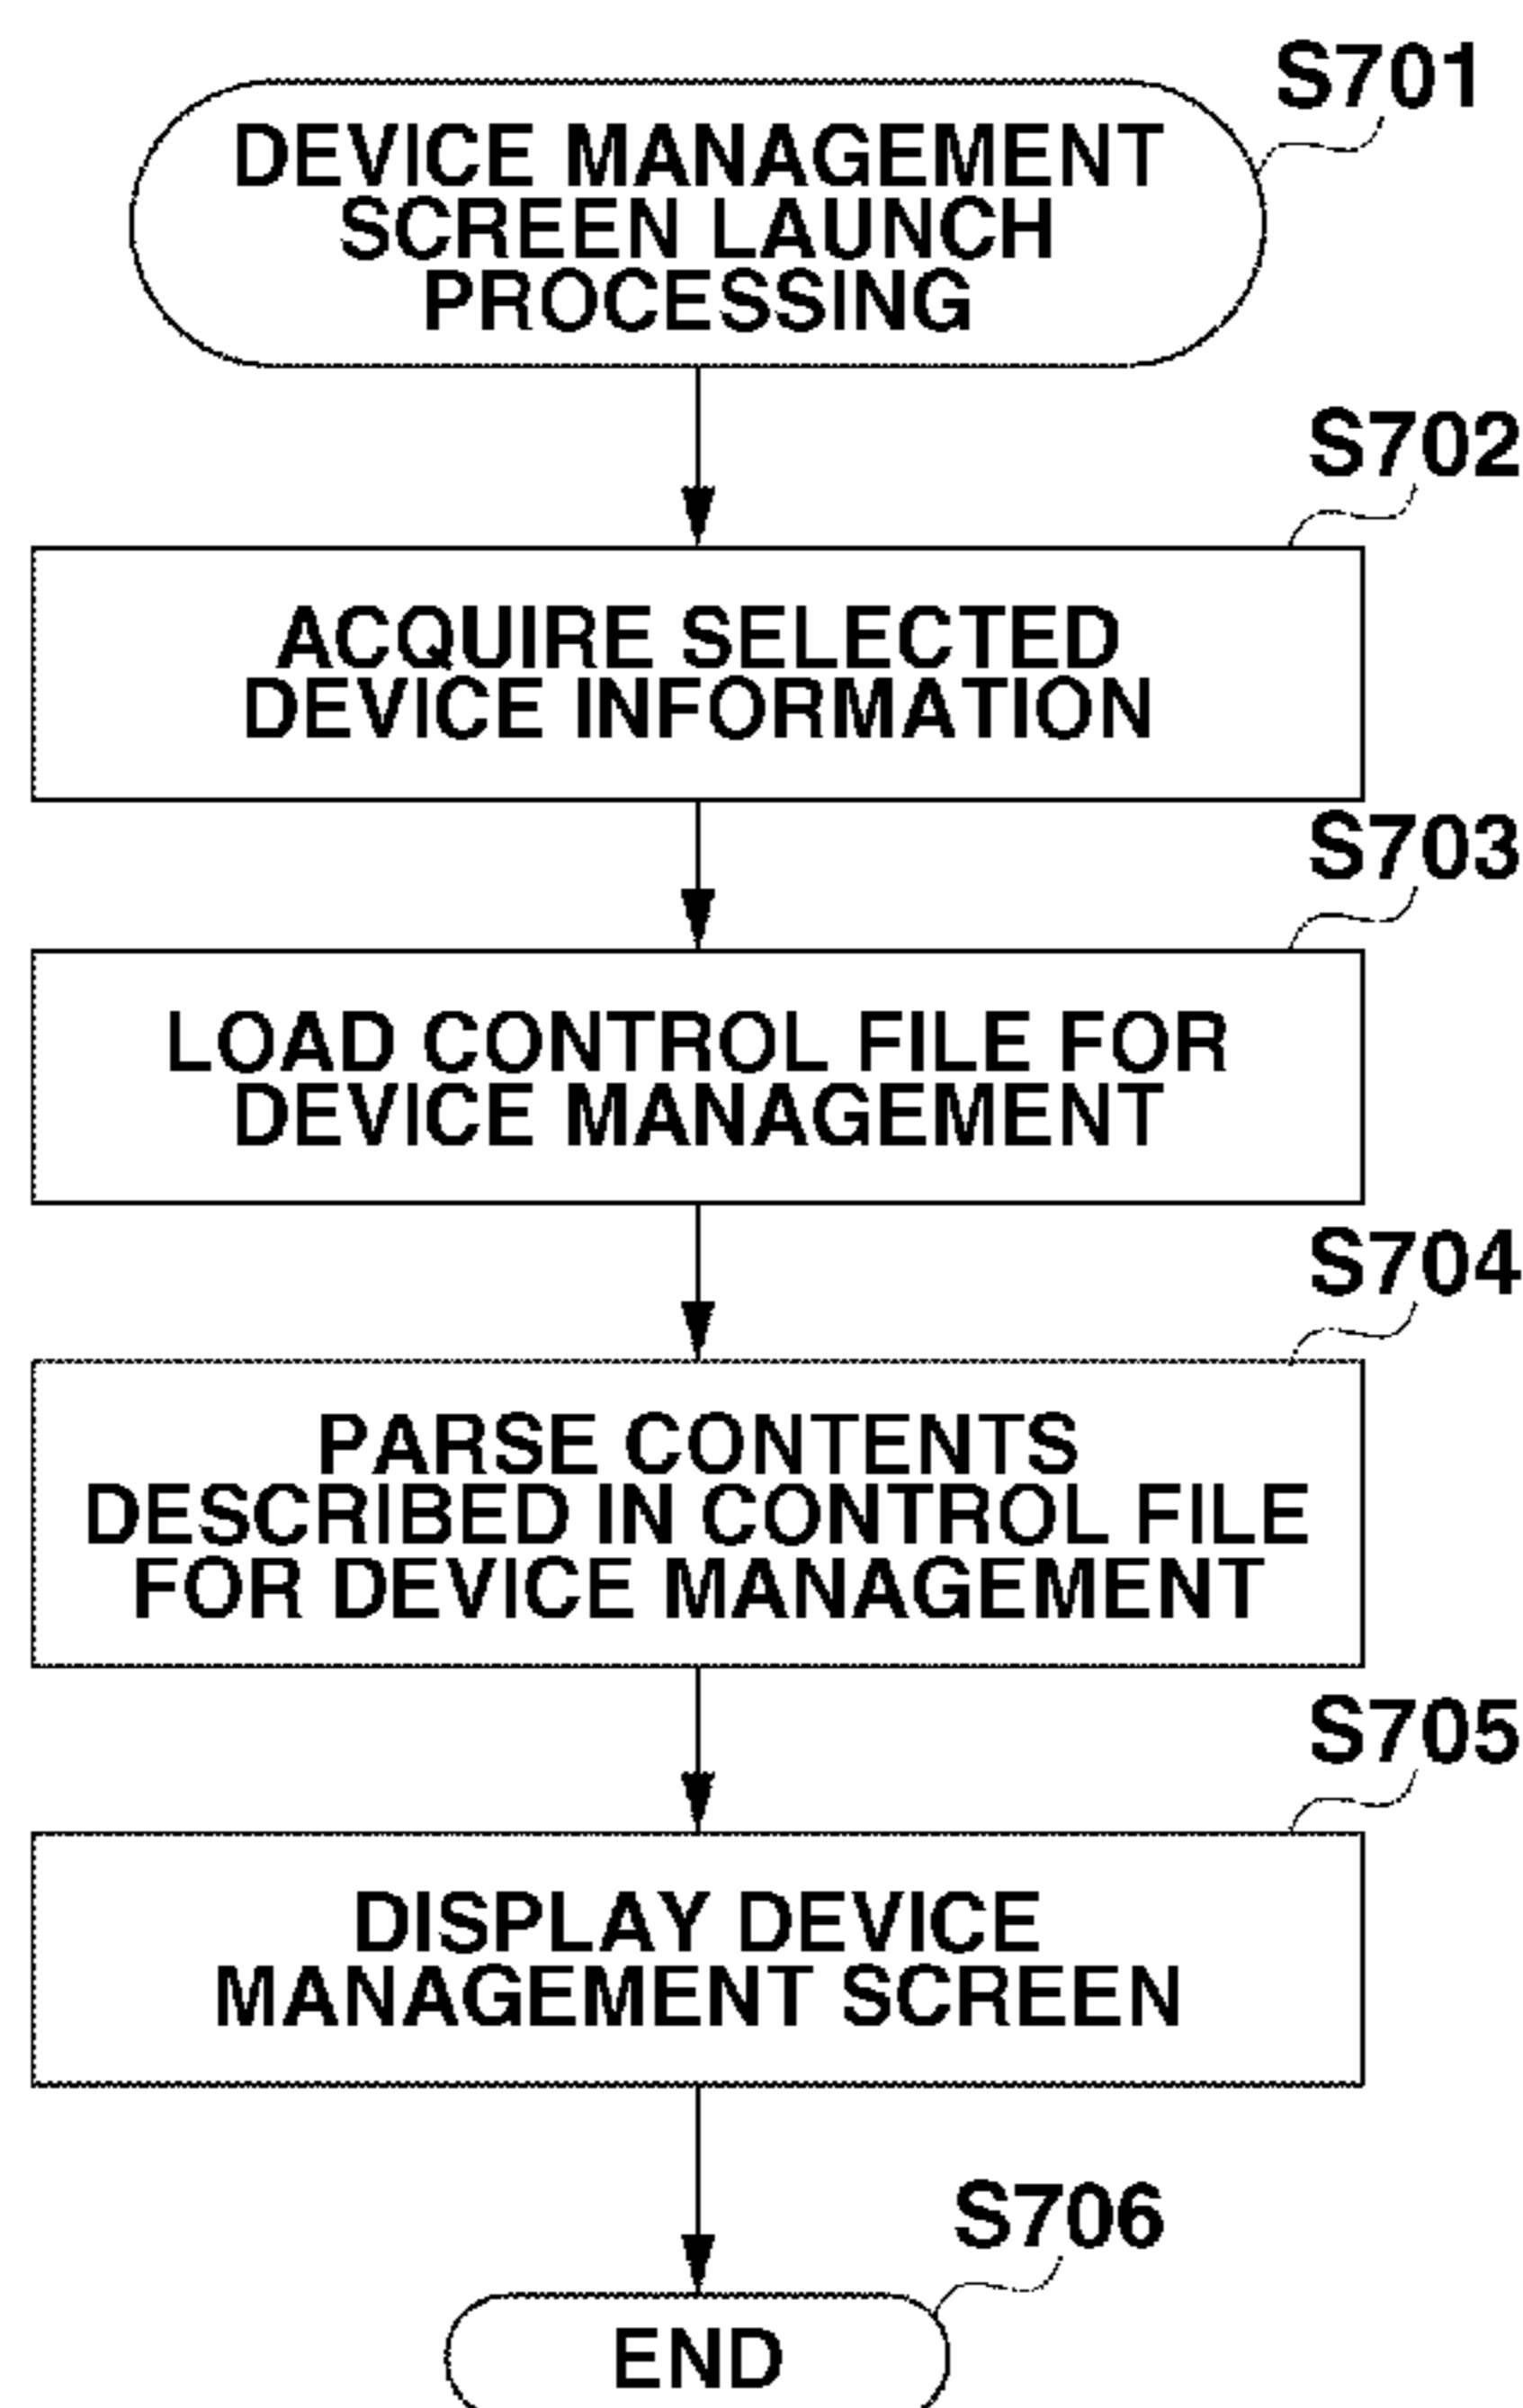 S701
DEVICE MANAGEMENT
SCREEN LAUNCH
PROCESSING
S702
ACQUIRE SELECTED
DEVICE INFORMATION
S703
LOAD CONTROL FILE FOR
DEVICE MANAGEMENT
S704
PARSE CONTENTS
DESCRIBED IN CONTROL FILE
FOR DEVICE MANAGEMENT
S705
DISPLAY DEVICE
MANAGEMENT SCREEN
S706
END